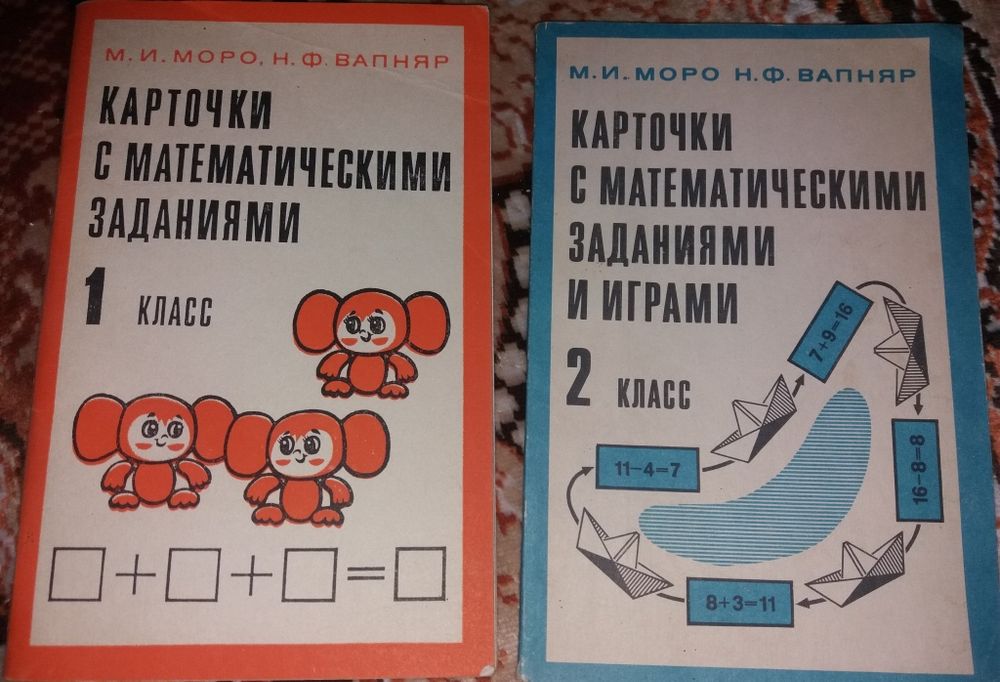 М. И. МОРО, Н. Ф. ВАПНЯР
КАРТОЧКИ
С МАТЕМАТИЧЕСКИМИ
ЗАДАНИЯМИ
1 КЛАСС
□ + □ + □ = □
М. И. МОРО Н. Ф. ВАПНЯР
КАРТОЧКИ
С МАТЕМАТИЧЕСКИМИ
ЗАДАНИЯМИ
И ИГРАМИ
2 КЛАСС
7+9=16
11-4=7
16-8=8
8+3=11